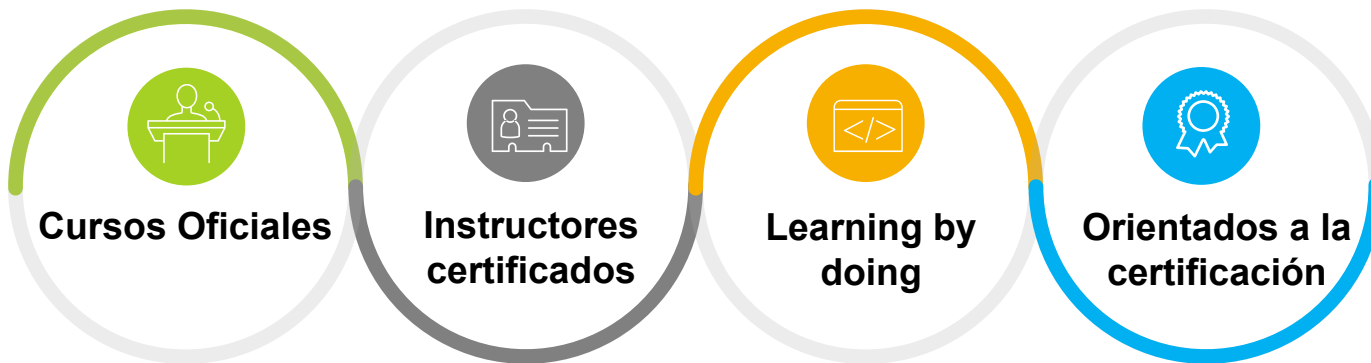 Cursos Oficiales
Instructores
certificados
</>
Learning by
doing
Orientados a la
certificación